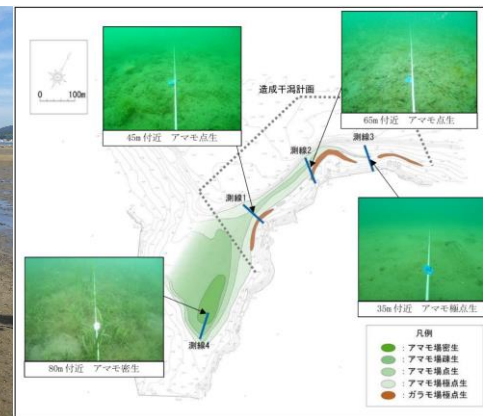 0 100m
造成干潟計画
45m付近 アマモ点生
65m付近 アマモ点生
測線2
測線3
測線1
35m付近 アマモ極点生
80m付近 アマモ密生
測線4
凡例
:アマモ場密生
:アマモ場疎生
:アマモ場点生
:アマモ場極点生
:ガラモ場極点生